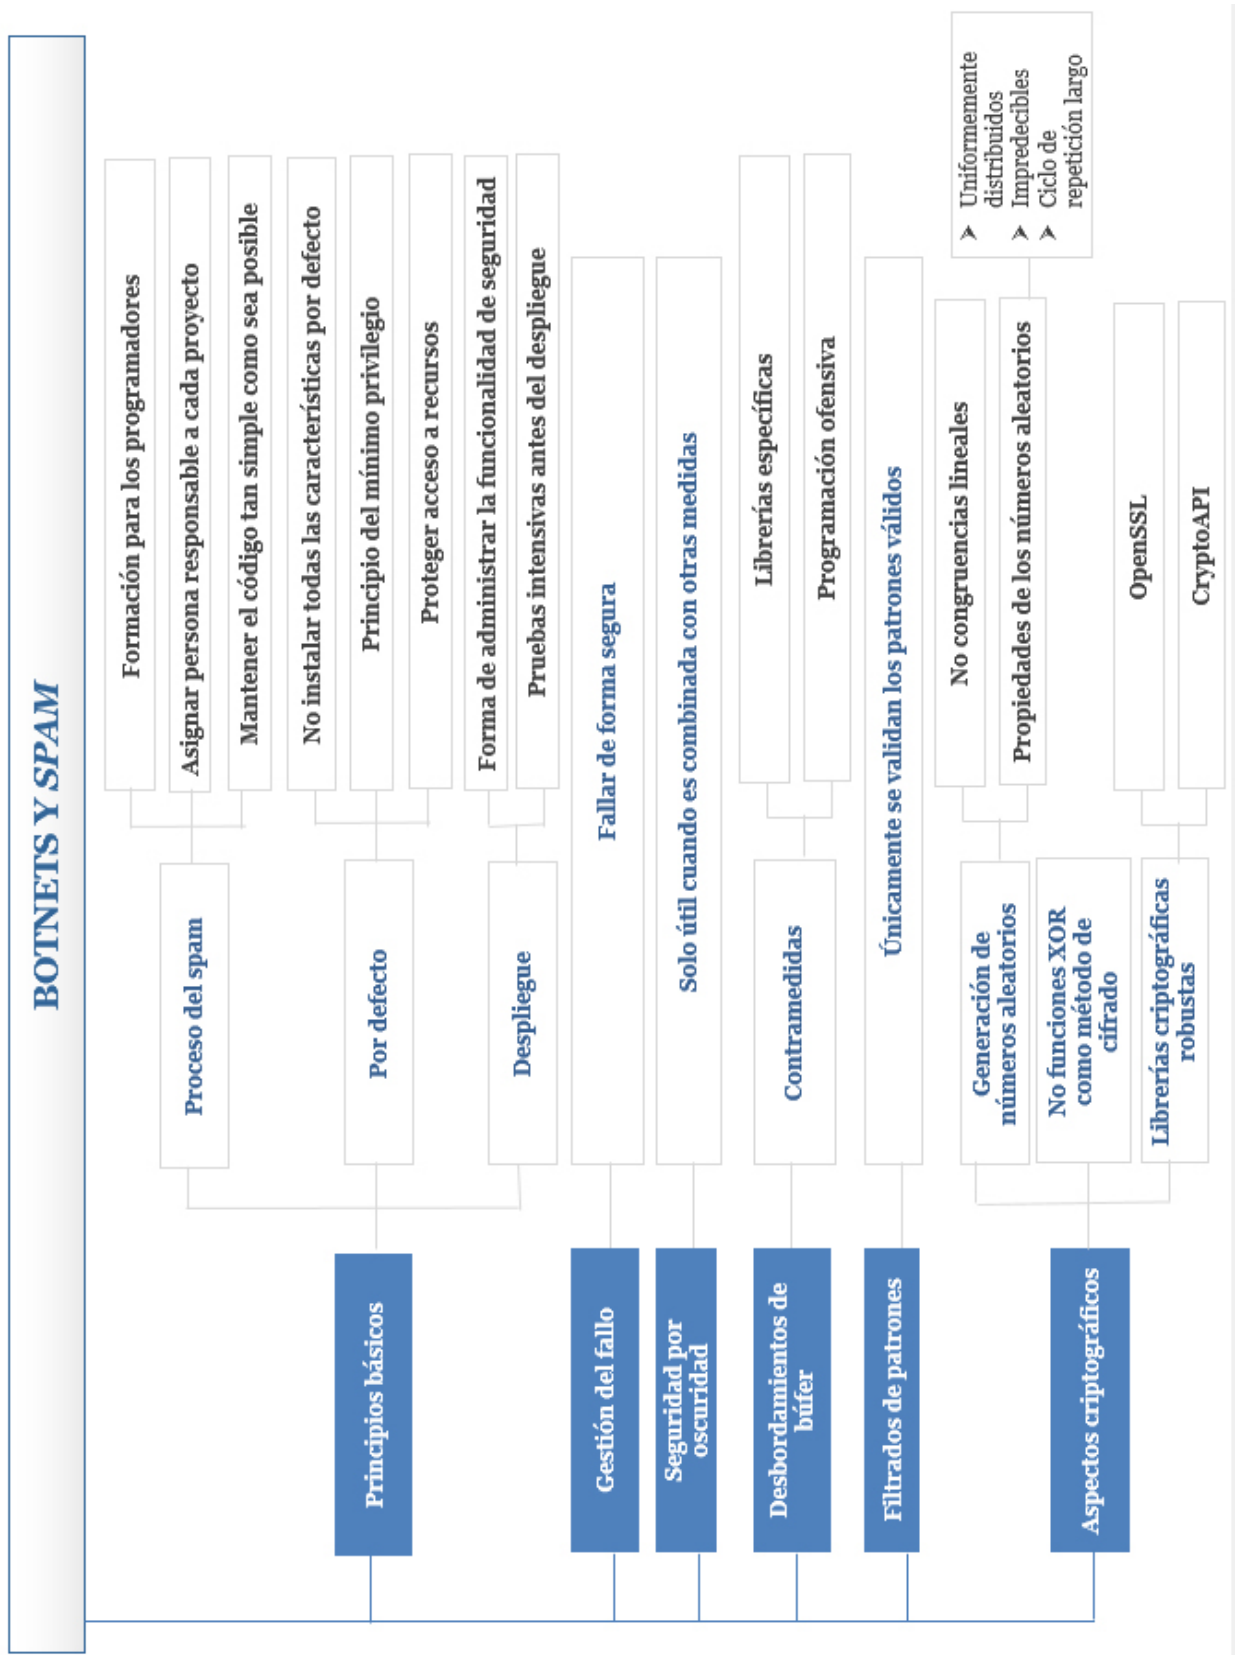 BOTNETS Y SPAM
Principios básicos
Proceso del spam
Formación para los programadores
Asignar persona responsable a cada proyecto
Mantener el código tan simple como sea posible
Por defecto
No instalar todas las características por defecto
Principio del mínimo privilegio
Proteger acceso a recursos
Despliegue
Forma de administrar la funcionalidad de seguridad
Pruebas intensivas antes del despliegue
Gestión del fallo
Fallar de forma segura
Seguridad por
oscuridad
Solo útil cuando es combinada con otras medidas
Desbordamientos de
búfer
Contramedidas
Librerías específicas
Programación ofensiva
Filtrados de patrones
Únicamente se validan los patrones válidos
Aspectos criptográficos
Generación de
números aleatorios
No congruencias lineales
Propiedades de los números aleatorios
➢ Uniformemente
distribuidos
➢ Impredecibles
➢ Ciclo de
repetición largo
No funciones XOR
como método de
cifrado
Librerías criptográficas
robustas
OpenSSL
CryptoAPI